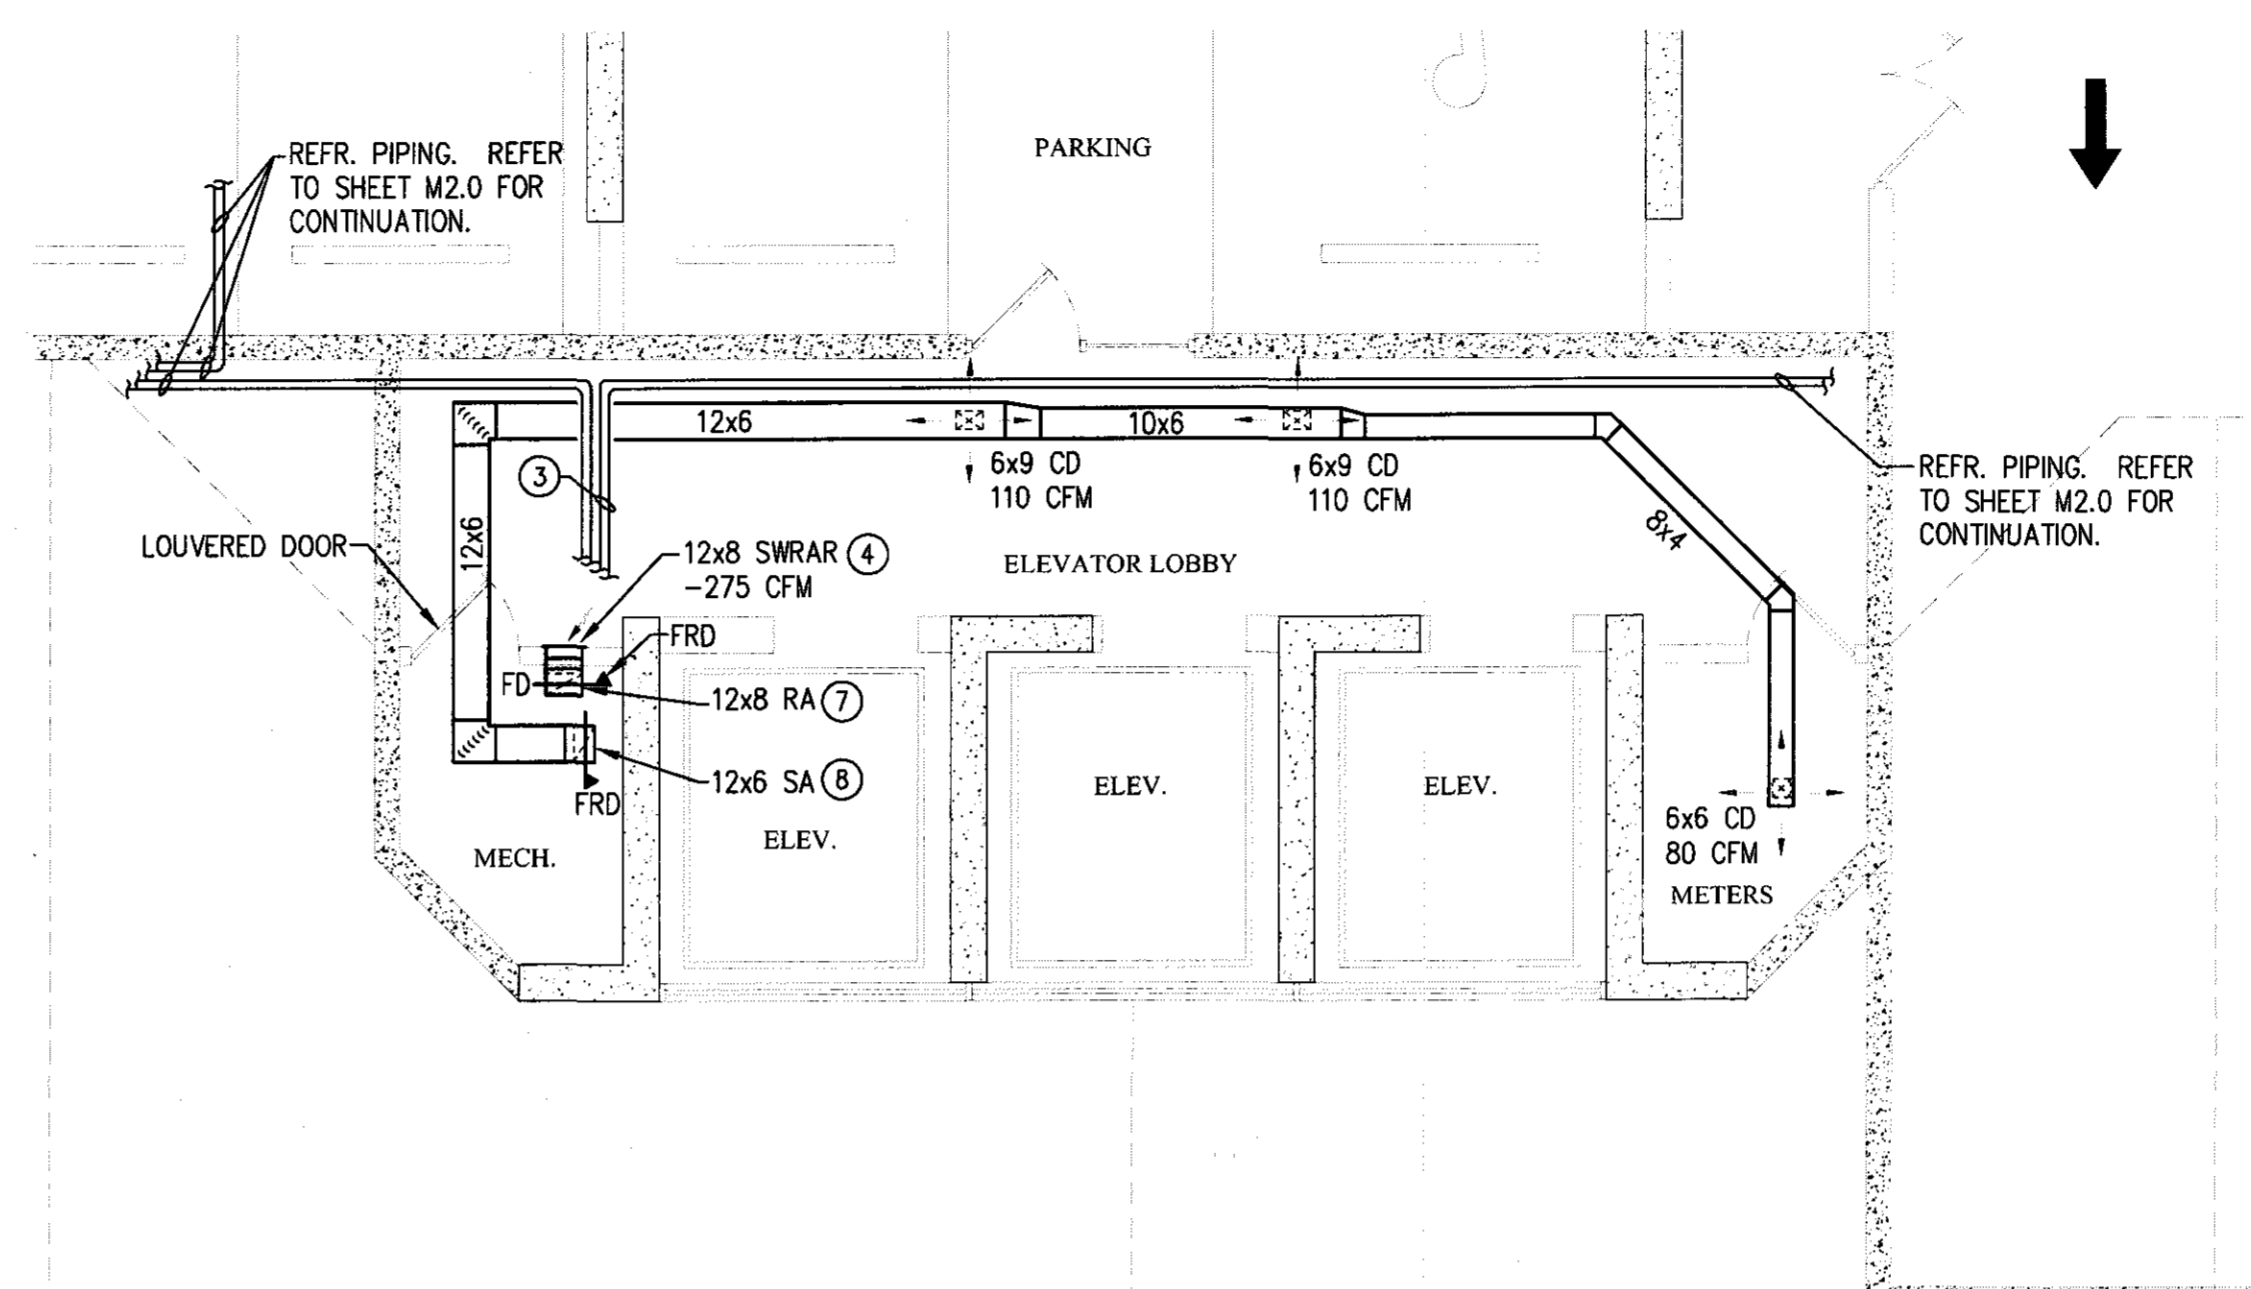 PARKING
REFR. PIPING. REFER
TO SHEET M2.0 FOR
CONTINUATION.
12x6
10x6
6x9 CD
110 CFM
6x9 CD
110 CFM
3
8x4
REFR. PIPING. REFER
TO SHEET M2.0 FOR
CONTINUATION.
12x6
LOUVERED DOOR
12x8 SWRAR 4
-275 CFM
ELEVATOR LOBBY
FRD
FD
12x8 RA 7
12x6 SA 8
FRD
MECH.
ELEV.
ELEV.
ELEV.
6x6 CD
80 CFM
METERS